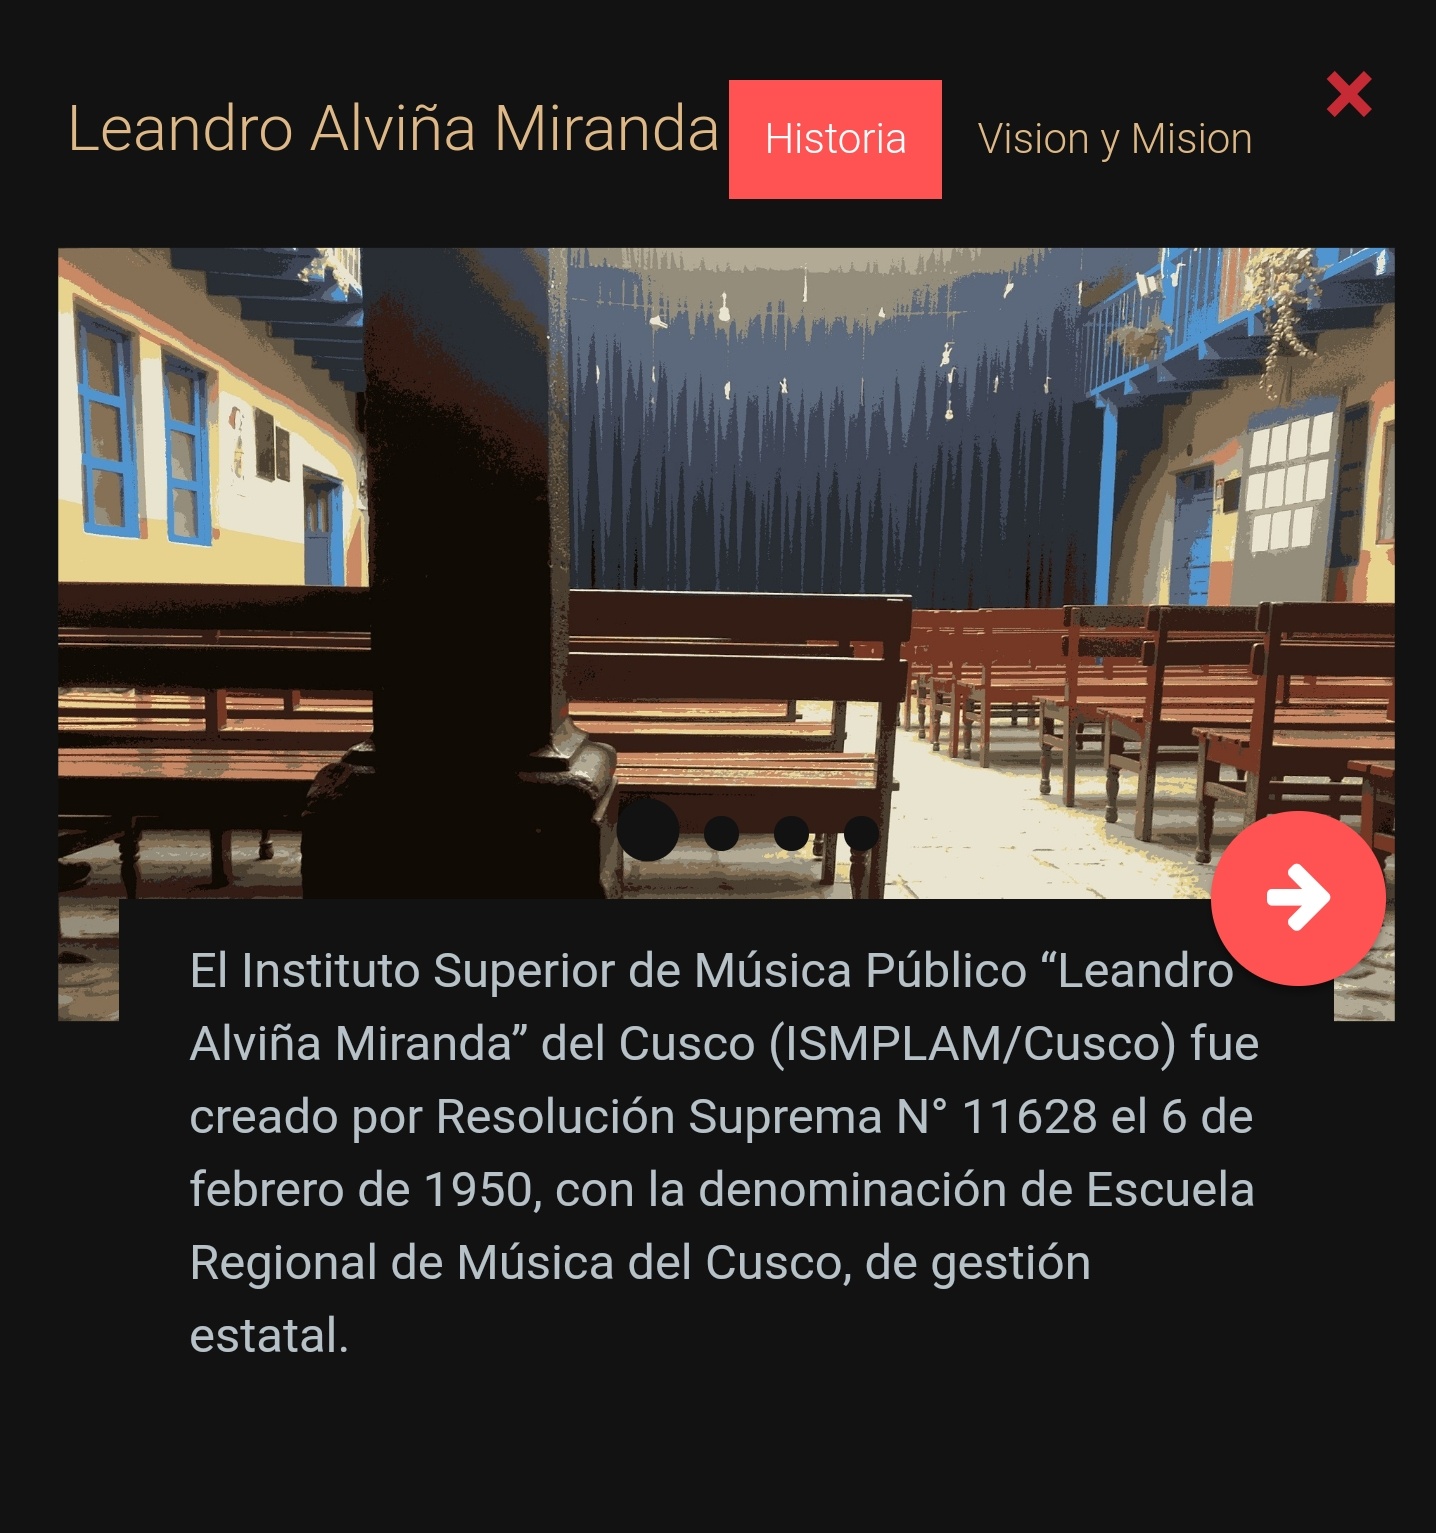 Leandro Alviña Miranda Historia Vision y Mision
El Instituto Superior de Música Público “Leandro
Alviña Miranda” del Cusco (ISMPLAM/Cusco) fue
creado por Resolución Suprema N° 11628 el 6 de
febrero de 1950, con la denominación de Escuela
Regional de Música del Cusco, de gestión
estatal.